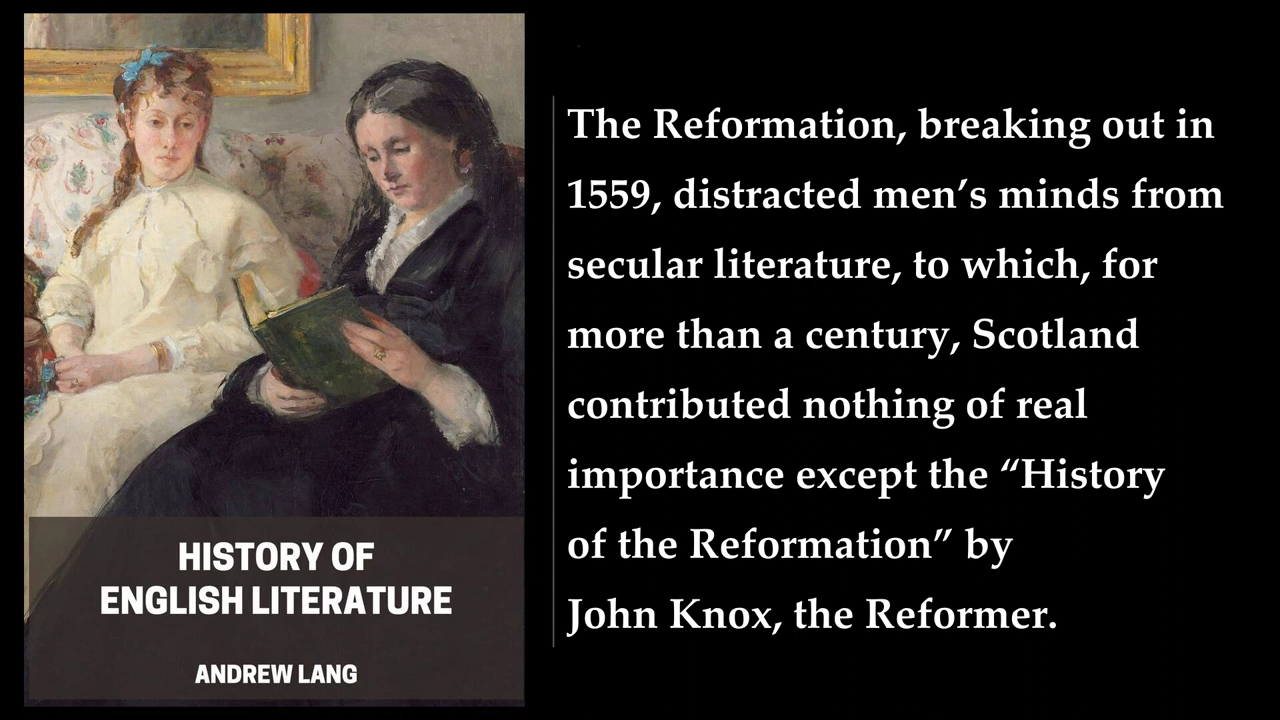 HISTORY OF
ENGLISH LITERATURE
ANDREW LANG
The Reformation, breaking out in
1559, distracted men’s minds from
secular literature, to which, for
more than a century, Scotland
contributed nothing of real
importance except the “History
of the Reformation” by
John Knox, the Reformer.